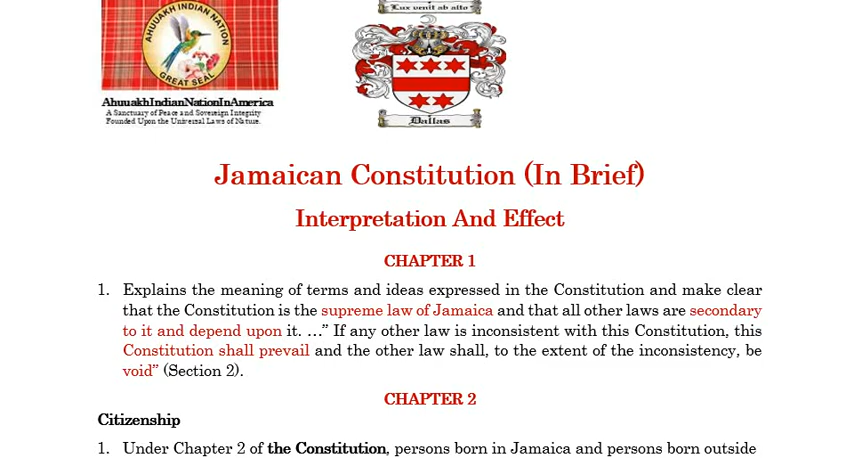 AHUUAKH INDIAN NATION
GREAT SEAL
AhuuakhIndianNationInAmerica
A Sanctuary of Peace and Sovereign Integrity
Founded Upon the Universal Laws of Nature.
Lux venit ab alto
Dallas
Jamaican Constitution (In Brief)
Interpretation And Effect
CHAPTER 1
1. Explains the meaning of terms and ideas expressed in the Constitution and make clear
that the Constitution is the supreme law of Jamaica and that all other laws are secondary
to it and depend upon it. …” If any other law is inconsistent with this Constitution, this
Constitution shall prevail and the other law shall, to the extent of the inconsistency, be
void” (Section 2).
CHAPTER 2
Citizenship
1. Under Chapter 2 of the Constitution, persons born in Jamaica and persons born outside